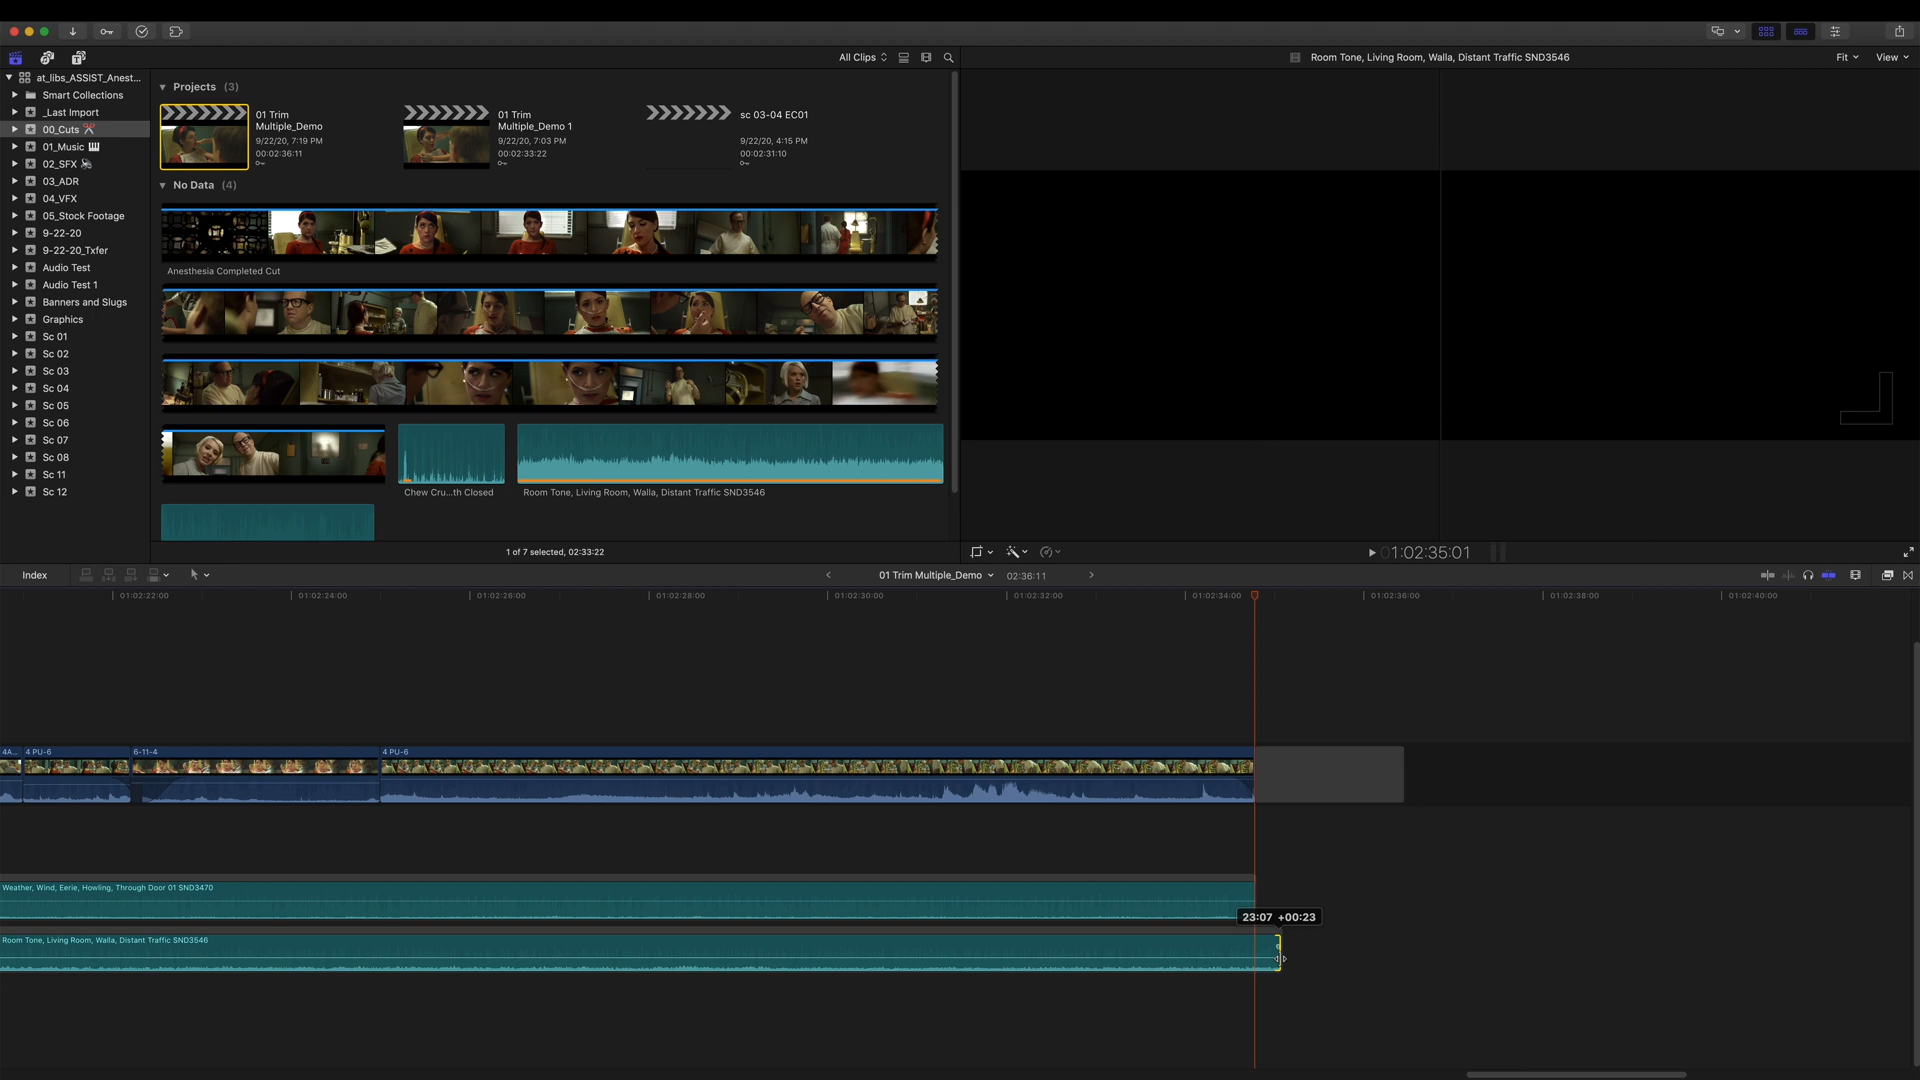 All Clips
Room Tone, Living Room, Walla, Distant Traffic SND3546
Fit
View
at_libs_ASSIST_Anest...
Smart Collections
_Last Import
00_Cuts
01_Music
02_SFX
03_ADR
04_VFX
05_Stock Footage
9-22-20
9-22-20_Txfer
Audio Test
Audio Test 1
Banners and Slugs
Graphics
Sc 01
Sc 02
Sc 03
Sc 04
Sc 05
Sc 06
Sc 07
Sc 08
Sc 11
Sc 12
Projects (3)
01 Trim
Multiple_Demo
9/22/20, 7:19 PM
00:02:36:11
01 Trim
Multiple_Demo 1
9/22/20, 7:03 PM
00:02:33:22
sc 03-04 EC01
9/22/20, 4:15 PM
00:02:31:10
No Data (4)
Anesthesia Completed Cut
Chew Cru...th Closed
Room Tone, Living Room, Walla, Distant Traffic SND3546
1 of 7 selected, 02:33:22
01:02:35:01
Index
01 Trim Multiple_Demo
02:36:11
01:02:22:00
01:02:24:00
01:02:26:00
01:02:28:00
01:02:30:00
01:02:32:00
01:02:34:00
01:02:36:00
01:02:38:00
01:02:40:00
4A...
4 PU-6
6-11-4
4 PU-6
Weather, Wind, Eerie, Howling, Through Door 01 SND3470
23:07 +00:23
Room Tone, Living Room, Walla, Distant Traffic SND3546